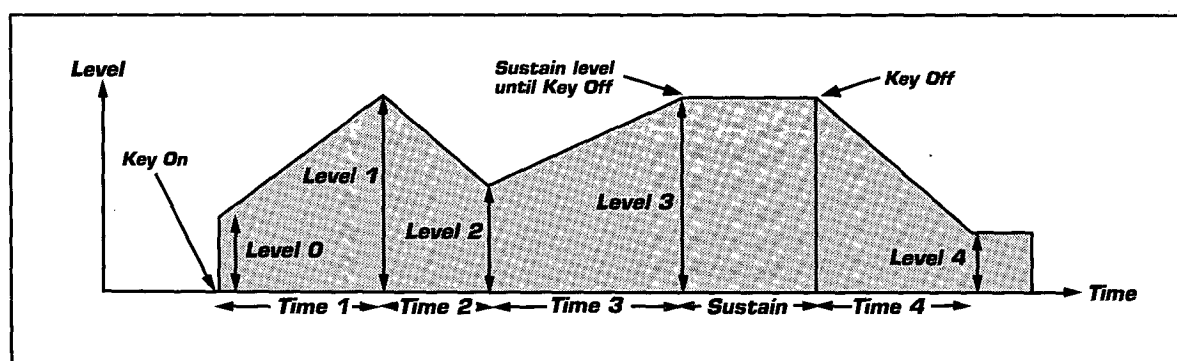 Level
Sustain level
until Key Off
Key Off
Key On
Level 1
Level 3
Level 2
Level 0
Level 4
Time 1
Time 2
Time 3
Sustain
Time 4
Time